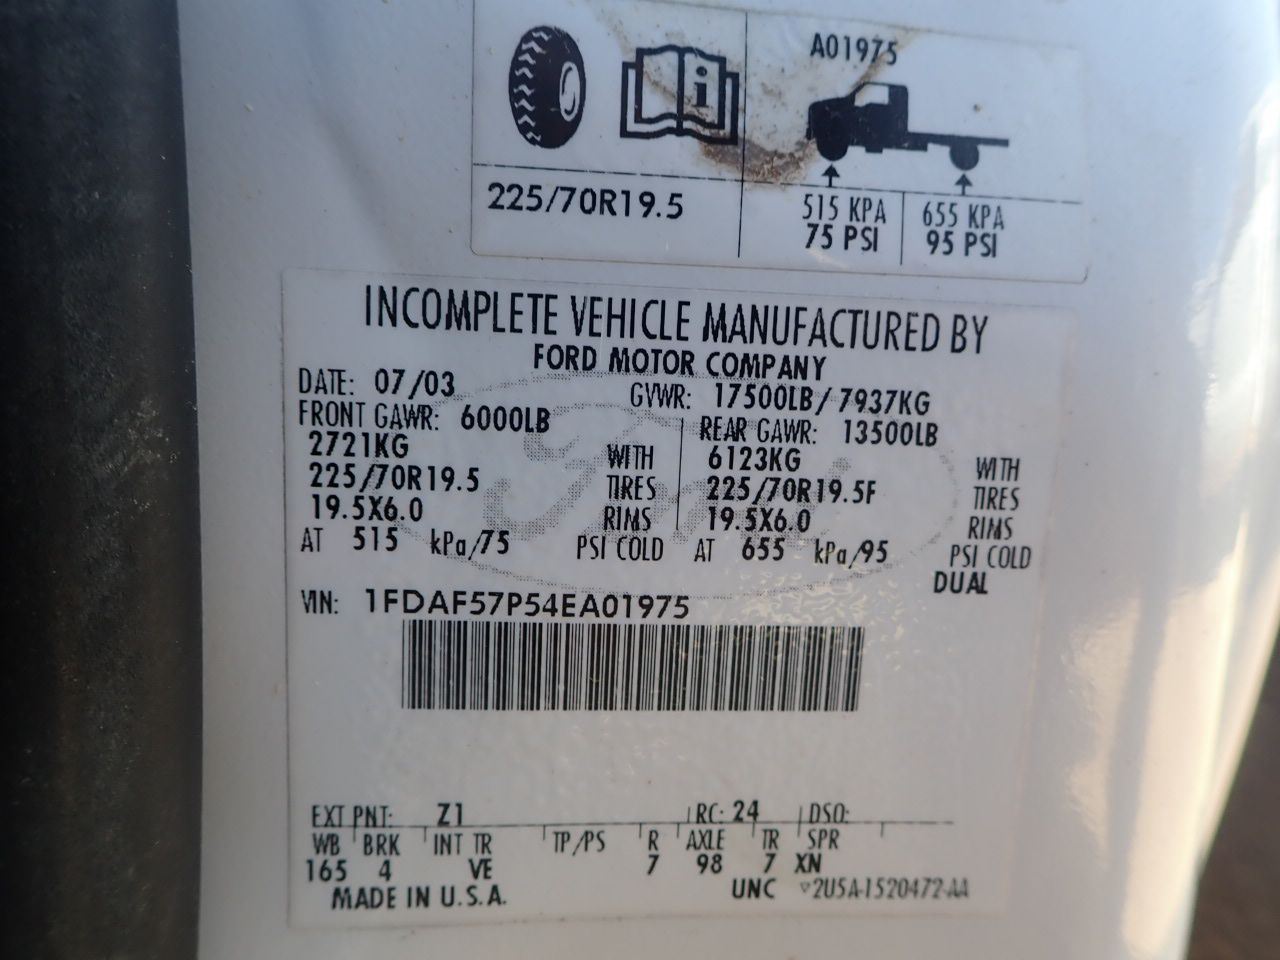 A01975
225/70R19.5
515 KPA
75 PSI
655 KPA
95 PSI
INCOMPLETE VEHICLE MANUFACTURED BY
FORD MOTOR COMPANY
DATE: 07/03 GVWR: 17500LB/7937KG
FRONT GAWR: 6000LB REAR GAWR: 13500LB
2721KG WITH 6123KG WITH
225/70R19.5 TIRES 225/70R19.5F TIRES
19.5X6.0 RIMS 19.5X6.0 RIMS
AT 515 kPa/75 PSI COLD AT 655 kPa/95 PSI COLD
DUAL
VIN: 1FDAF57P54EA01975
Ford
EXT PNT: Z1 RC: 24 DSO:
WB BRK INT TR TP/PS R AXLE TR SPR
165 4 VE 7 98 7 XN
MADE IN U.S.A. UNC ▽2U5A-1520472-AA